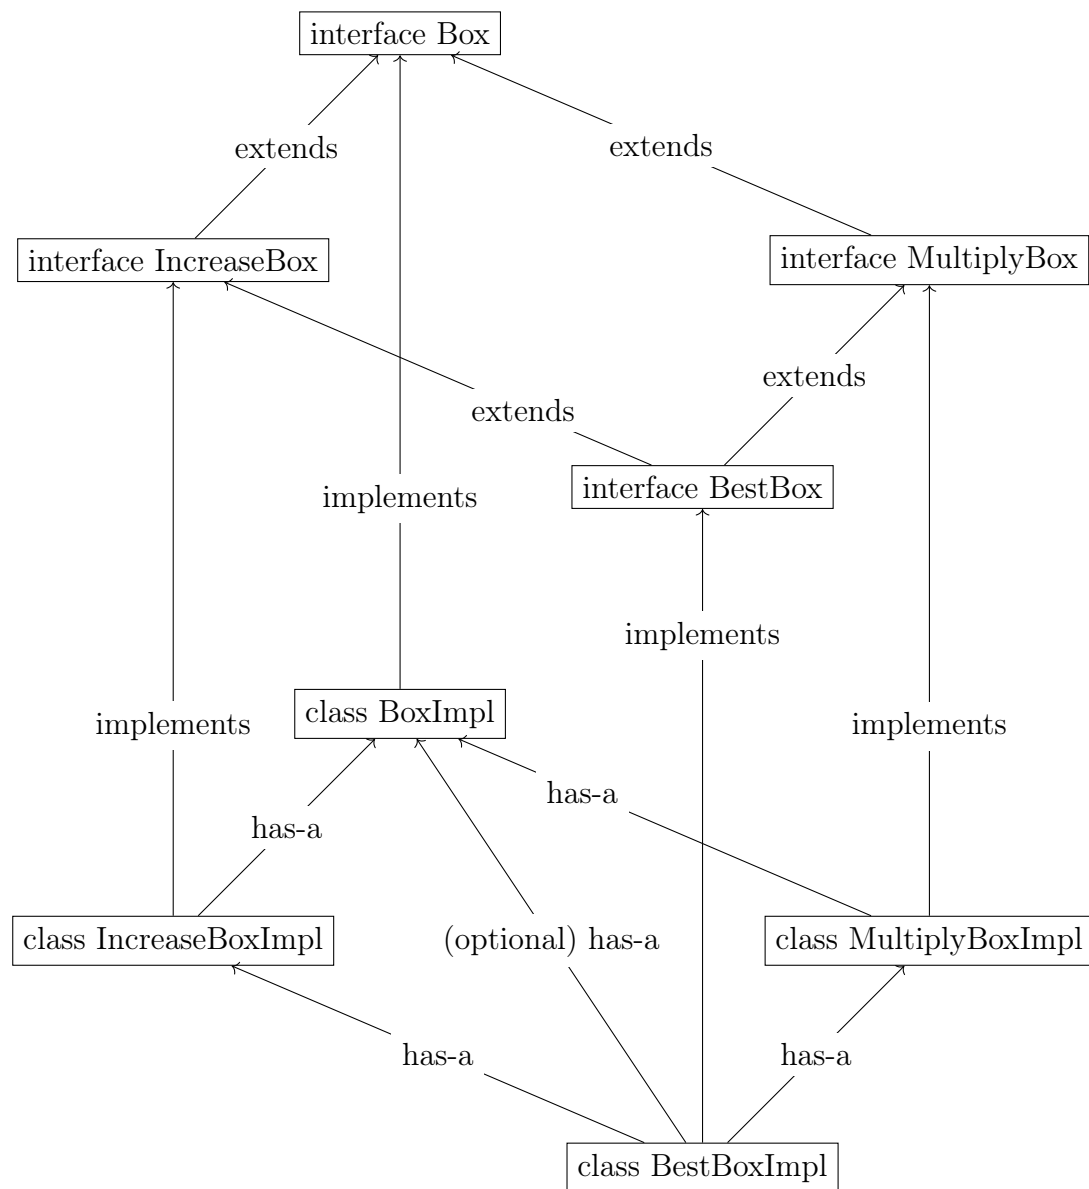 interface Box
extends
extends
interface IncreaseBox
interface MultiplyBox
extends
extends
interface BestBox
implements
implements
class BoxImpl
implements
implements
has-a
has-a
class IncreaseBoxImpl
(optional) has-a
class MultiplyBoxImpl
has-a
has-a
class BestBoxImpl